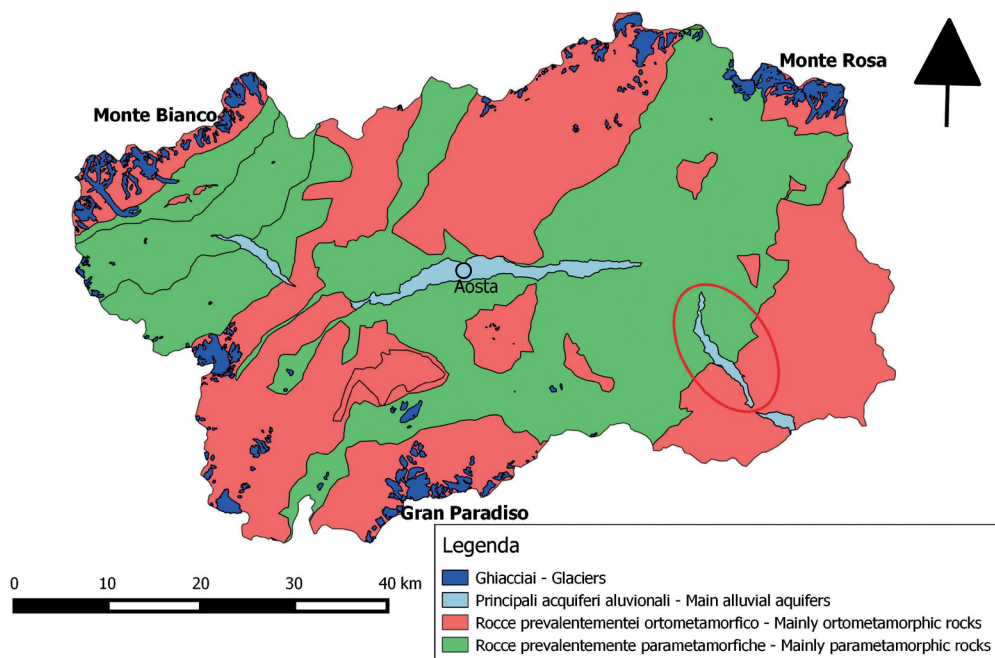 Monte Rosa
Monte Bianco
Aosta
Gran Paradiso
Legenda
Ghiacciai - Glaciers
Principali acquiferi aluvionali - Main alluvial aquifers
Rocce prevalentementei ortometamorfico - Mainly ortometamorphic rocks
Rocce prevalentemente parametamorfiche - Mainly parametamorphic rocks
0 10 20 30 40 km